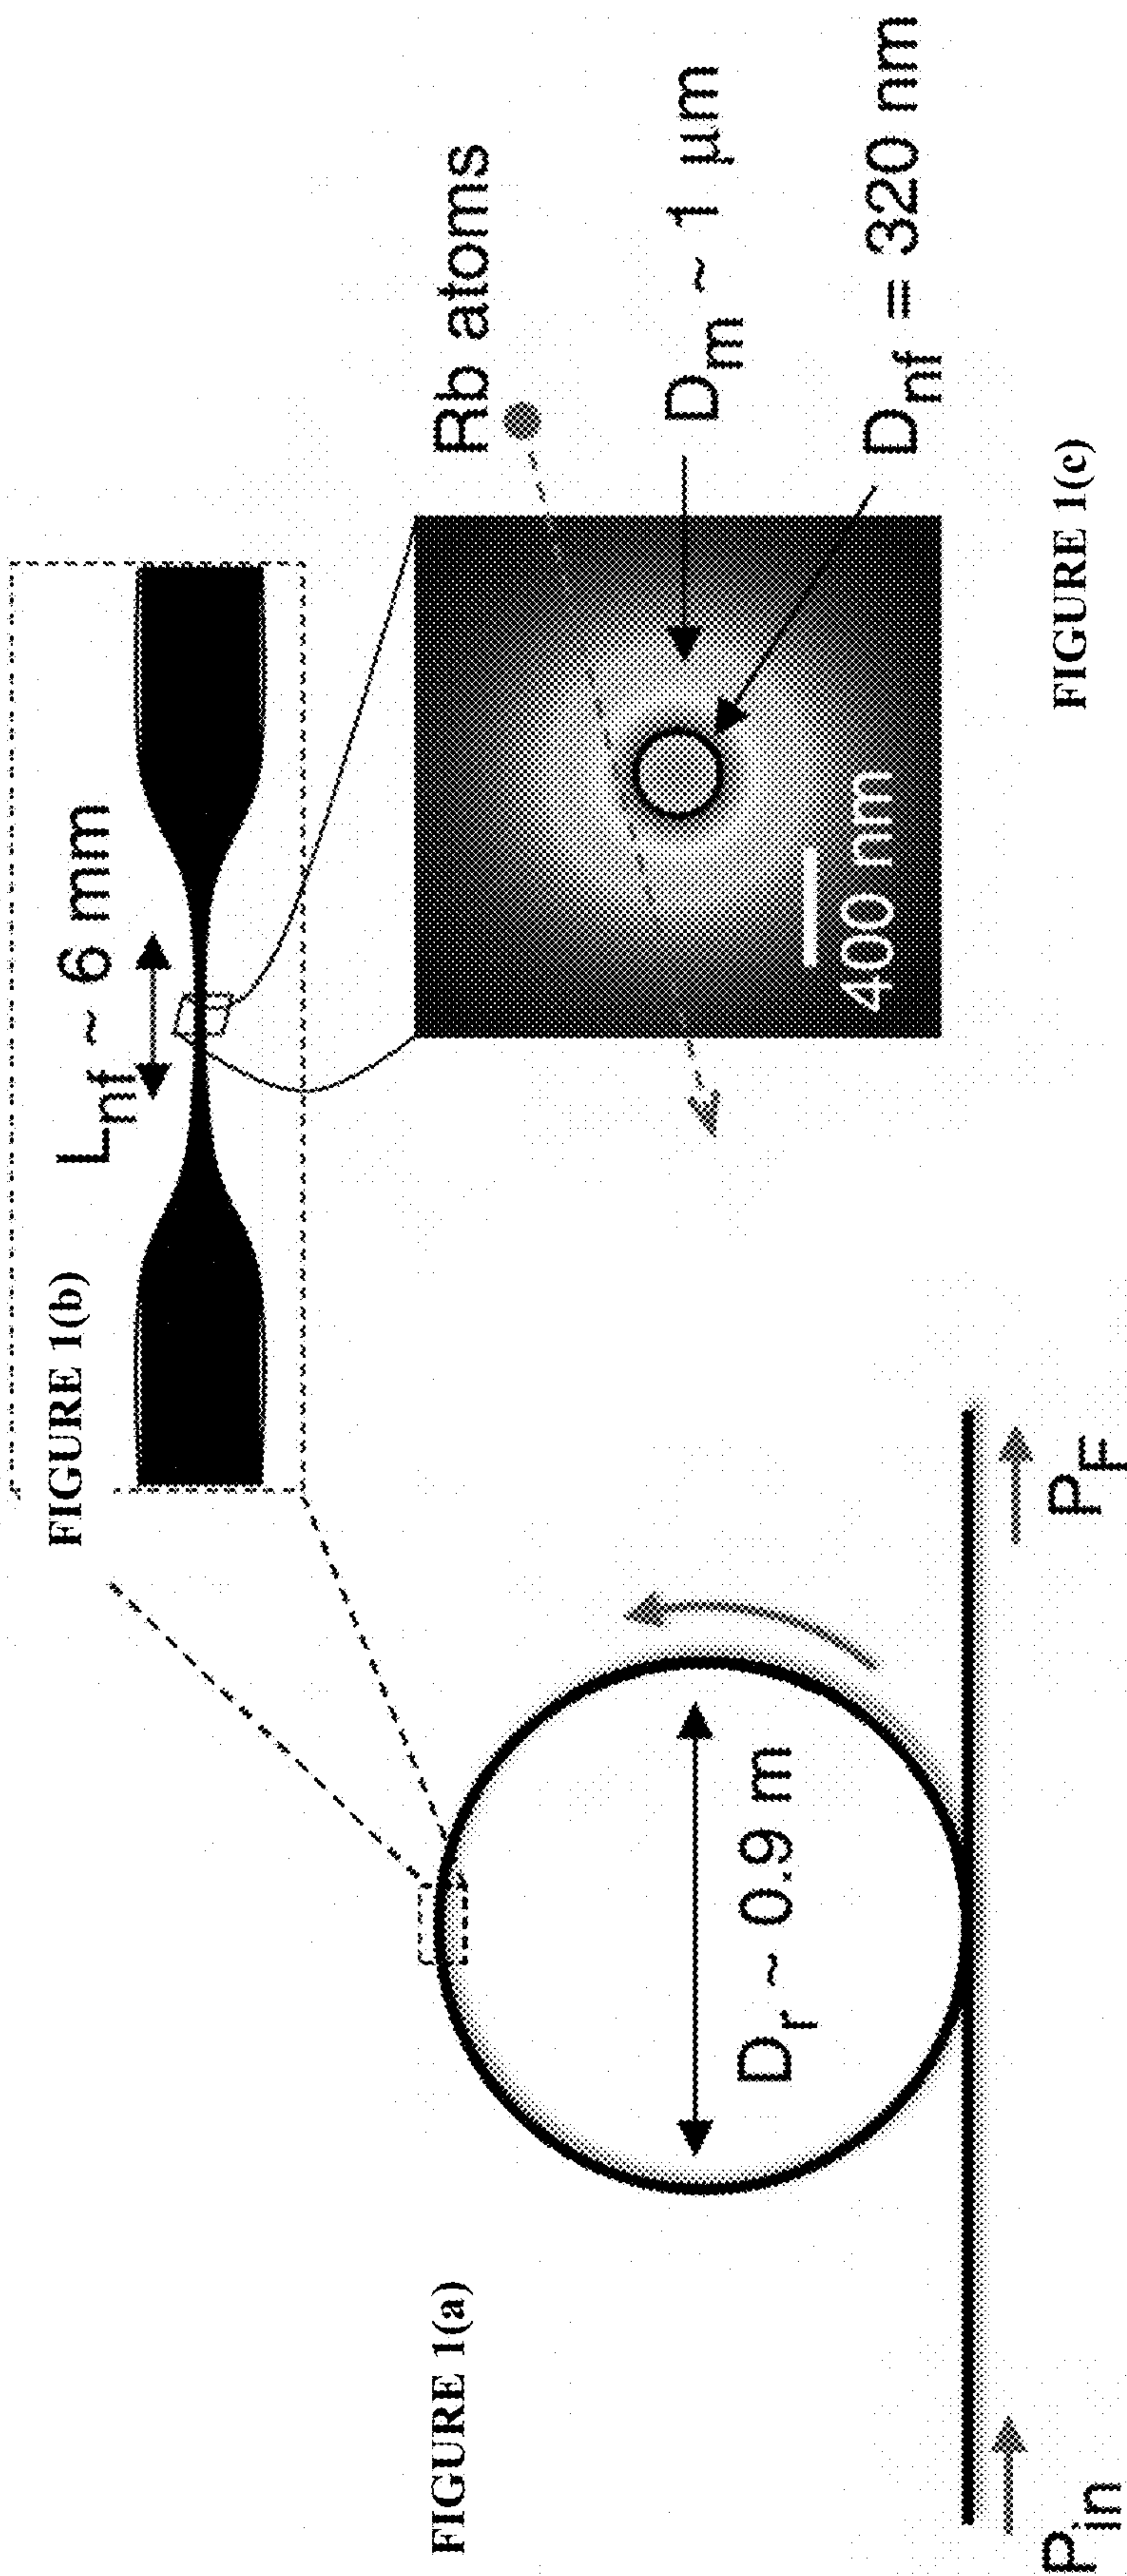 FIGURE 1(b)
L_nf ~ 6 mm
Rb atoms
D_m ~ 1 μm
D_nf = 320 nm
400 nm
FIGURE 1(c)
FIGURE 1(a)
D_r ~ 0.9 m
P_in
P_F